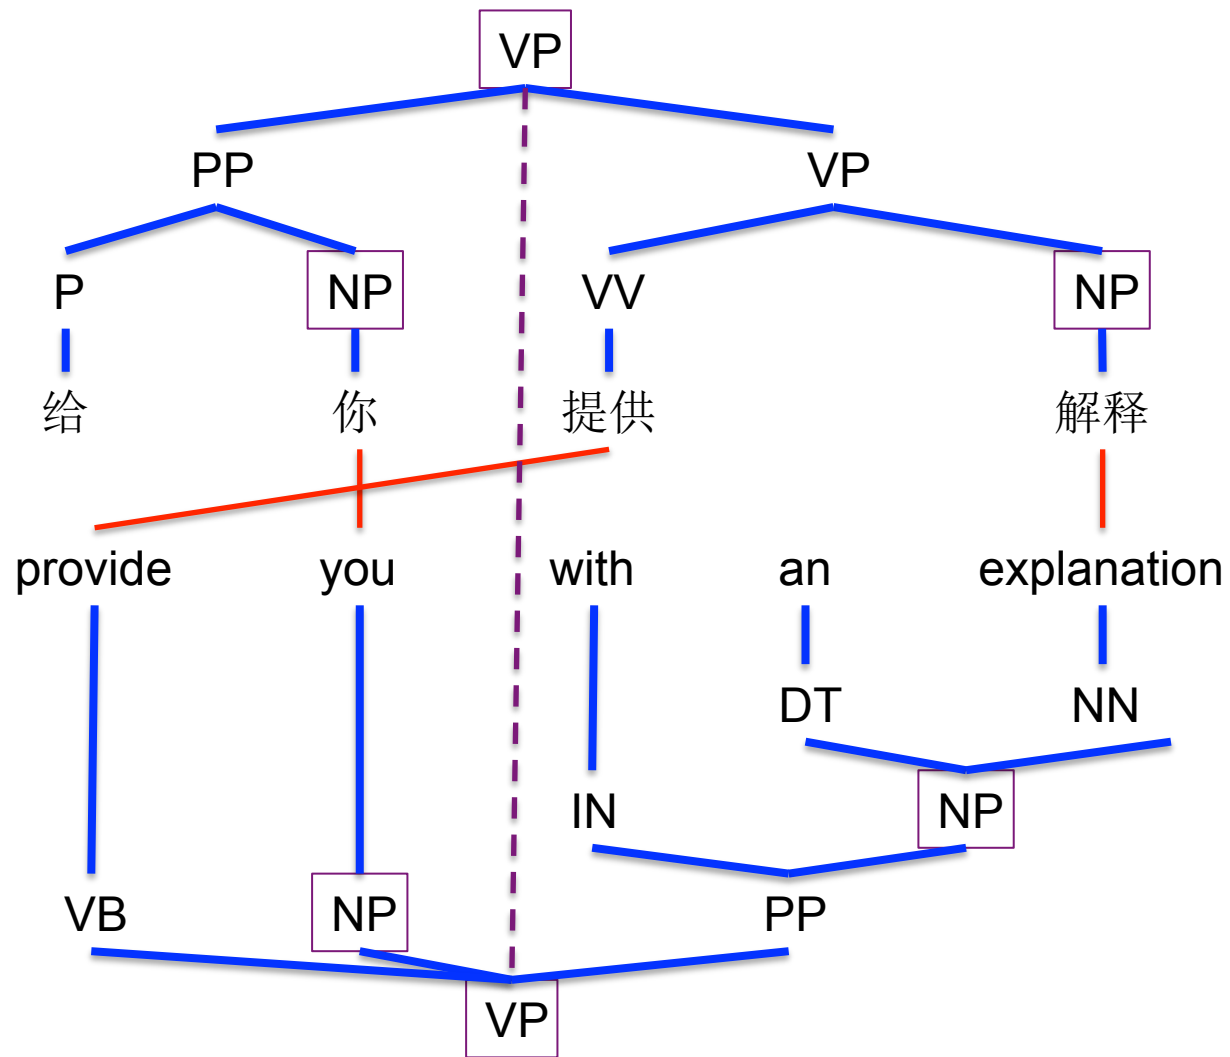 VP
PP VP
P NP VV NP
给 你 提供 解释
provide you with an explanation
DT NN
IN NP
VB NP PP
VP